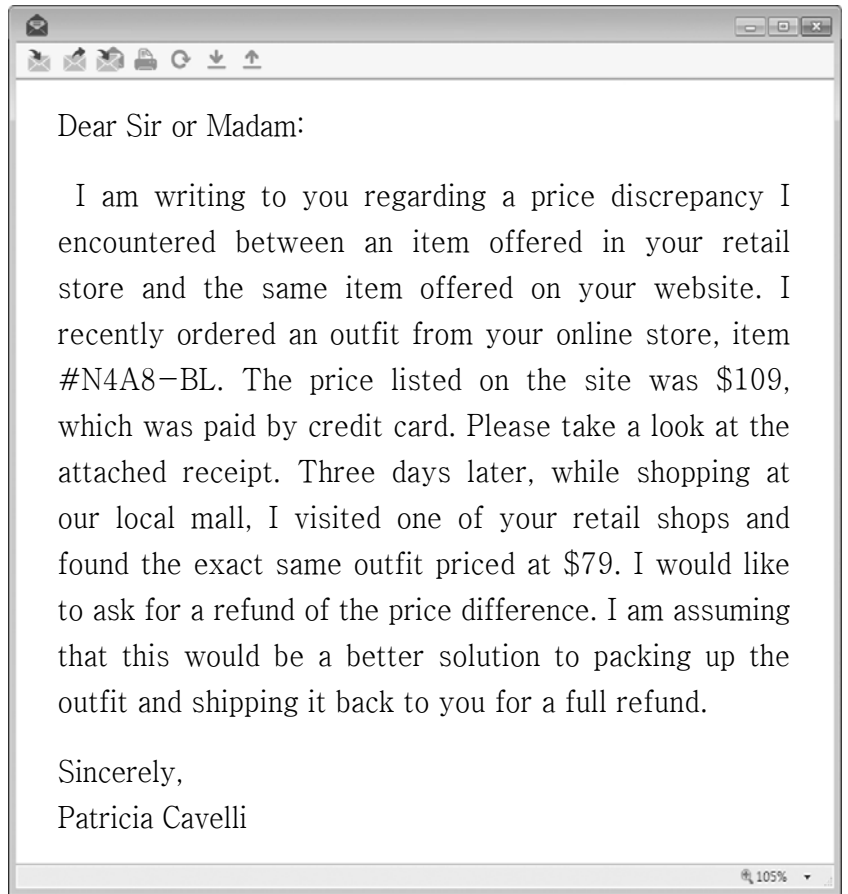 Dear Sir or Madam:
I am writing to you regarding a price discrepancy I
encountered between an item offered in your retail
store and the same item offered on your website. I
recently ordered an outfit from your online store, item
#N4A8-BL. The price listed on the site was $109,
which was paid by credit card. Please take a look at the
attached receipt. Three days later, while shopping at
our local mall, I visited one of your retail shops and
found the exact same outfit priced at $79. I would like
to ask for a refund of the price difference. I am assuming
that this would be a better solution to packing up the
outfit and shipping it back to you for a full refund.
Sincerely,
Patricia Cavelli
105%